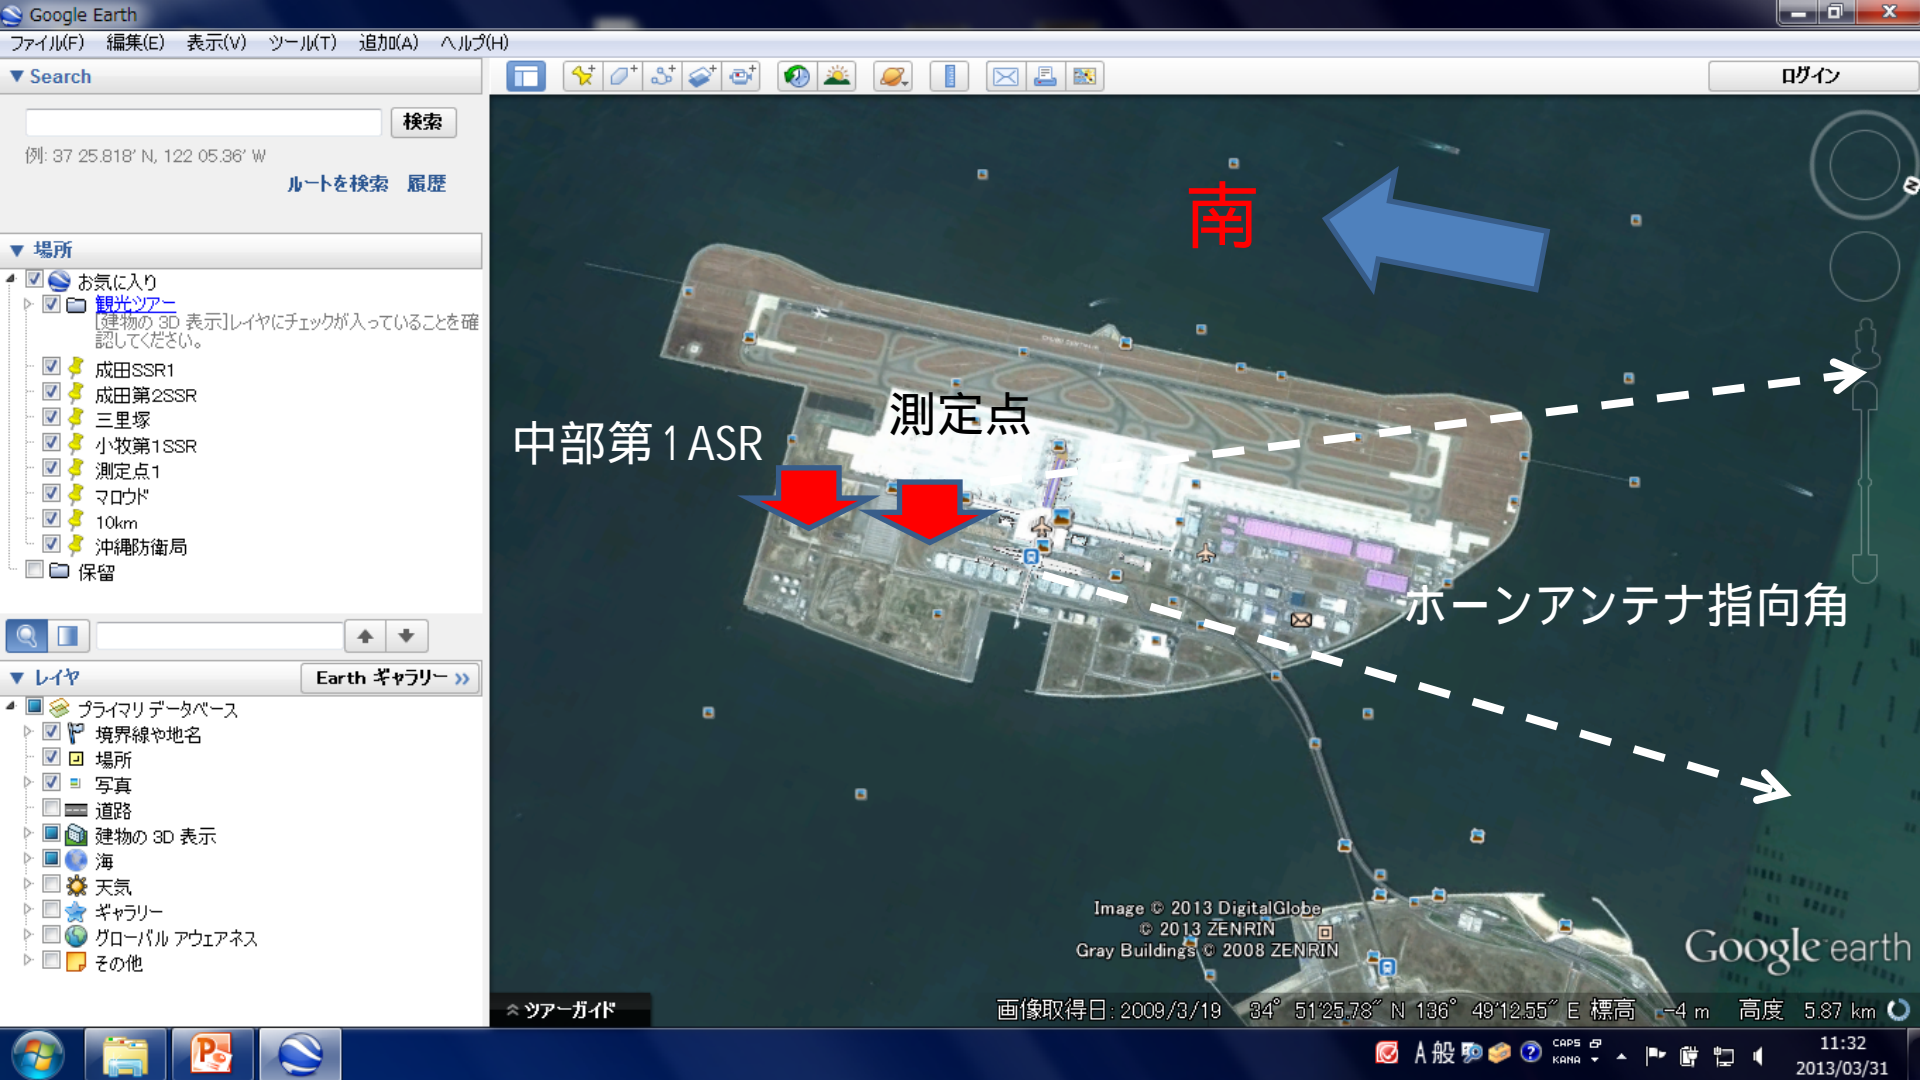 Google Earth
ファイル(F) 編集(E) 表示(V) ツール(T) 追加(A) ヘルプ(H)
Search
検索
例: 37 25.818' N, 122 05.36' W
ルートを検索 履歴
場所
お気に入り
観光ツアー
[建物の 3D 表示]レイヤにチェックが入っていることを確
認してください。
成田SSR1
成田第2SSR
三里塚
小牧第1SSR
測定点1
マロウド
10km
沖縄防衛局
保留
レイヤ
Earth ギャラリー »
プライマリ データベース
境界線や地名
場所
写真
道路
建物の 3D 表示
海
天気
ギャラリー
グローバル アウェアネス
その他
ログイン
N
南
測定点
中部第1ASR
ホーンアンテナ指向角
Image © 2013 DigitalGlobe
© 2013 ZENRIN
Gray Buildings © 2008 ZENRIN
Google earth
ツアーガイド
画像取得日: 2009/3/19 34° 51'25.78" N 136° 49'12.55" E 標高 -4 m 高度 5.87 km
A 般
CAPS
KANA
11:32
2013/03/31